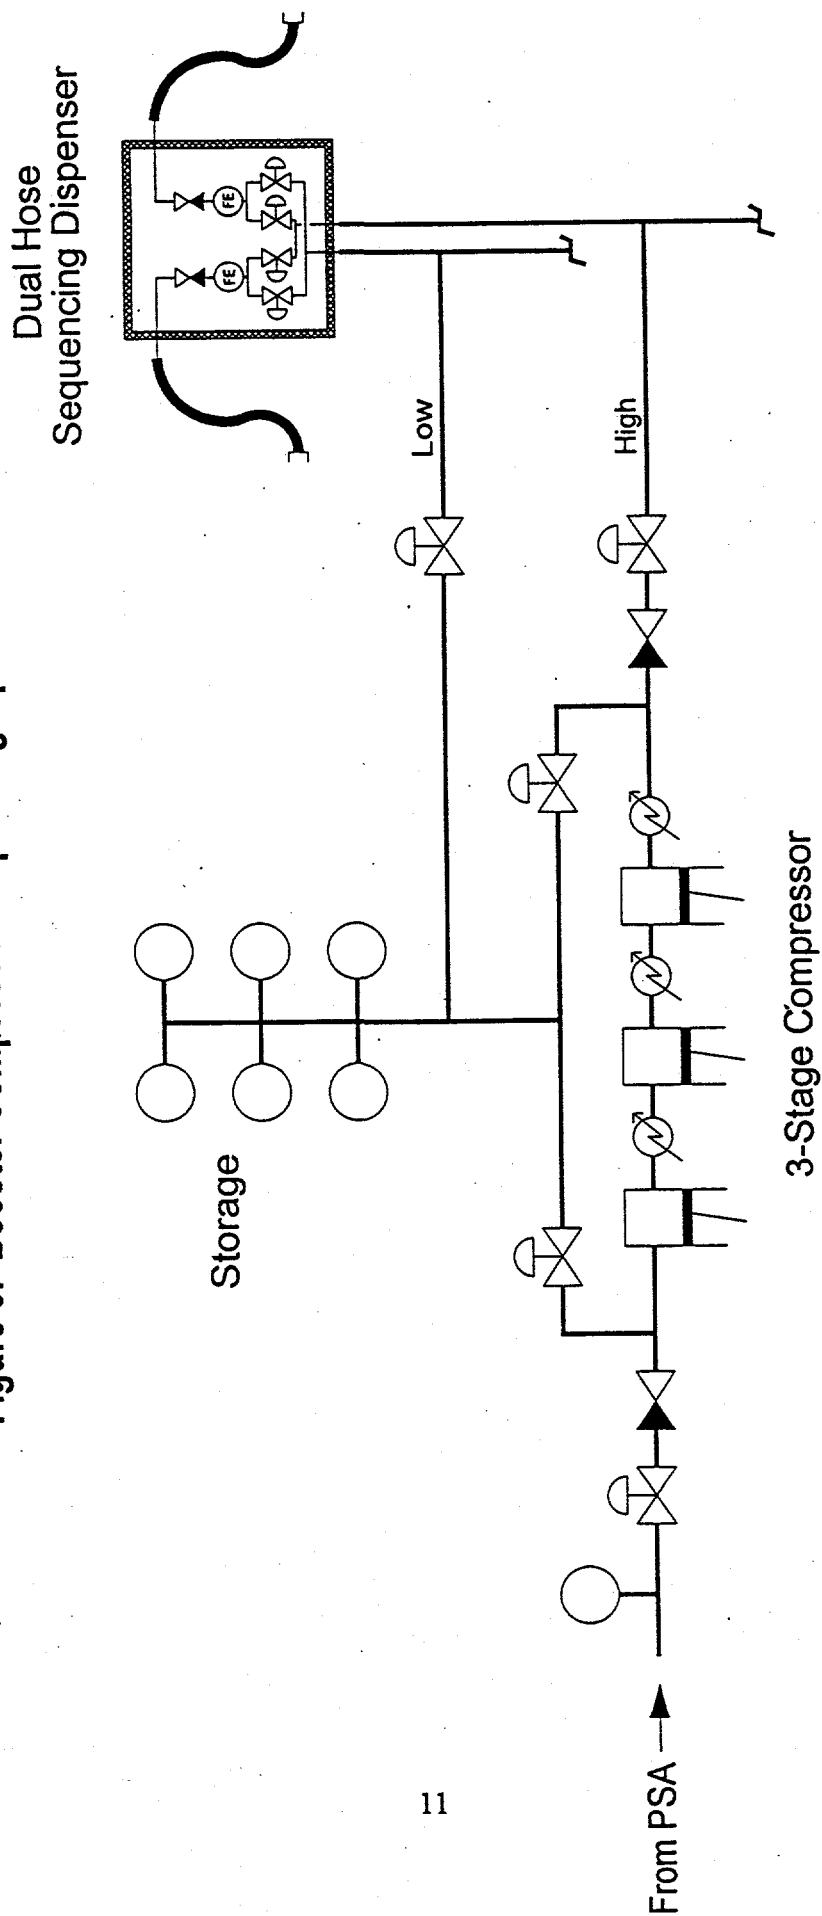 Dual Hose
Sequencing Dispenser
FE
FE
Low
High
Storage
3-Stage Compressor
From PSA
11